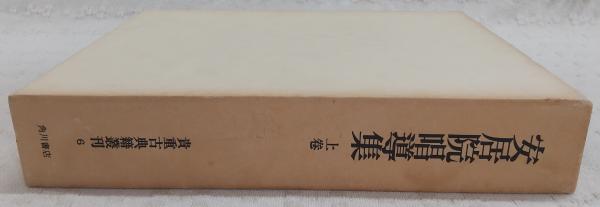 安居院唱導集
上巻
貴重古典籍叢刊 6
角川書店